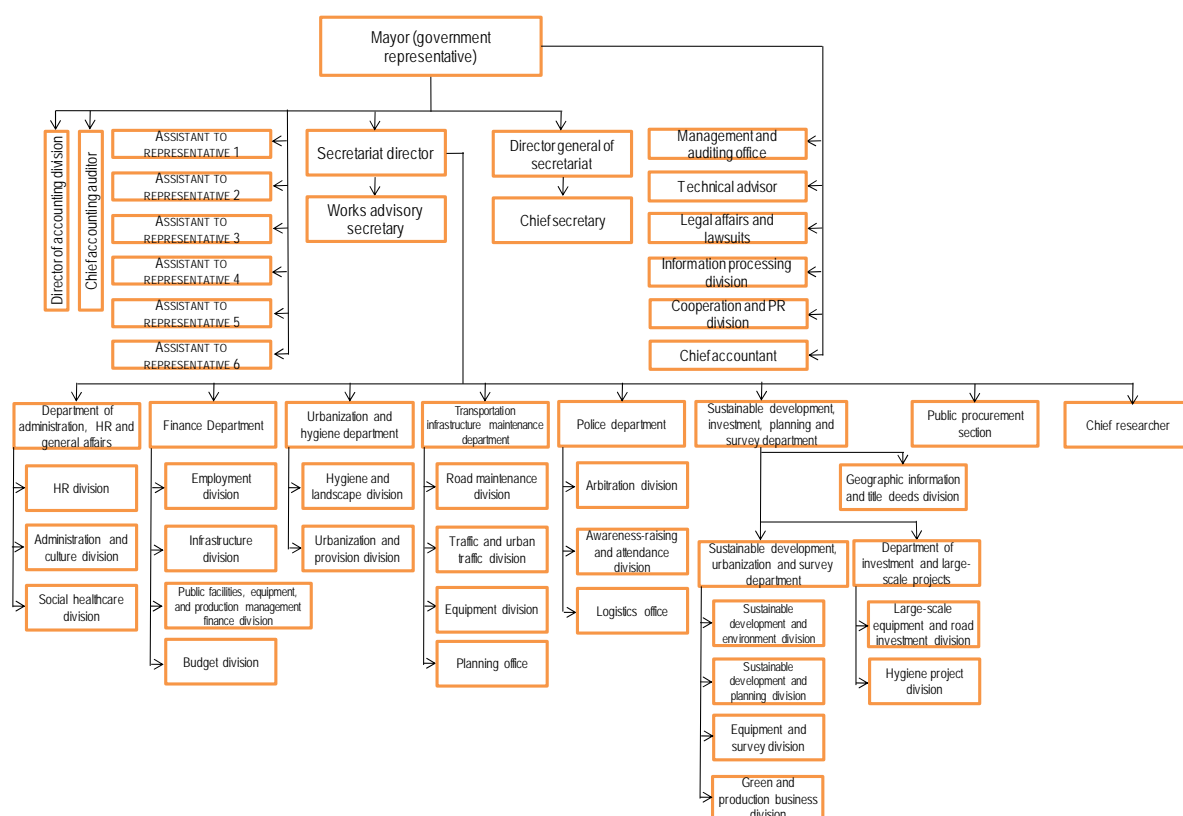 Mayor (government
representative)
Director of accounting division
Chief accounting auditor
ASSISTANT TO
REPRESENTATIVE 1
ASSISTANT TO
REPRESENTATIVE 2
ASSISTANT TO
REPRESENTATIVE 3
ASSISTANT TO
REPRESENTATIVE 4
ASSISTANT TO
REPRESENTATIVE 5
ASSISTANT TO
REPRESENTATIVE 6
Secretariat director
Works advisory
secretary
Director general of
secretariat
Chief secretary
Management and
auditing office
Technical advisor
Legal affairs and
lawsuits
Information processing
division
Cooperation and PR
division
Chief accountant
Department of
administration, HR and
general affairs
HR division
Administration and
culture division
Social healthcare
division
Finance Department
Employment
division
Infrastructure
division
Public facilities, equipment,
and production management
finance division
Budget division
Urbanization and
hygiene department
Hygiene and
landscape division
Urbanization and
provision division
Transportation
infrastructure maintenance
department
Road maintenance
division
Traffic and urban
traffic division
Equipment division
Planning office
Police department
Arbitration division
Awareness-raising
and attendance
division
Logistics office
Sustainable development,
investment, planning and
survey department
Geographic information
and title deeds division
Sustainable development,
urbanization and survey
department
Sustainable
development and
environment division
Sustainable
development and
planning division
Equipment and
survey division
Green and
production business
division
Department of
investment and large-
scale projects
Large-scale
equipment and road
investment division
Hygiene project
division
Public procurement
section
Chief researcher